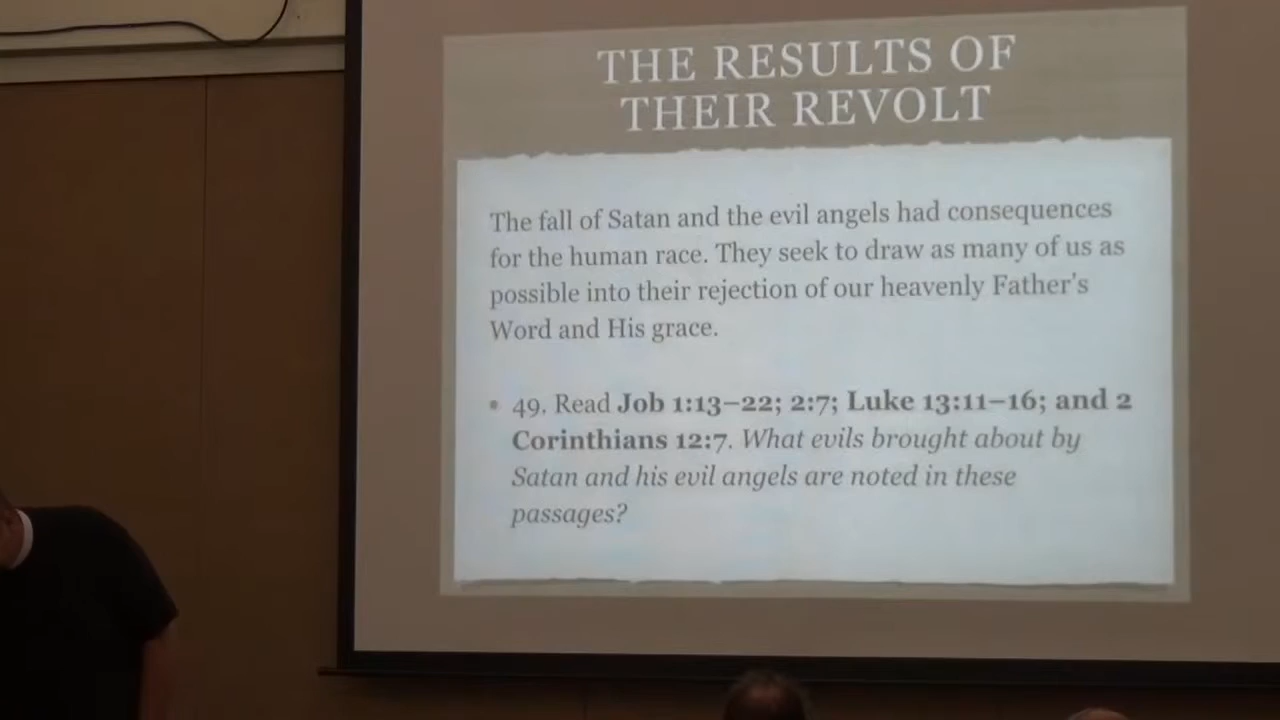 THE RESULTS OF
THEIR REVOLT
The fall of Satan and the evil angels had consequences
for the human race. They seek to draw as many of us as
possible into their rejection of our heavenly Father's
Word and His grace.
• 49. Read Job 1:13–22; 2:7; Luke 13:11–16; and 2
Corinthians 12:7. What evils brought about by
Satan and his evil angels are noted in these
passages?